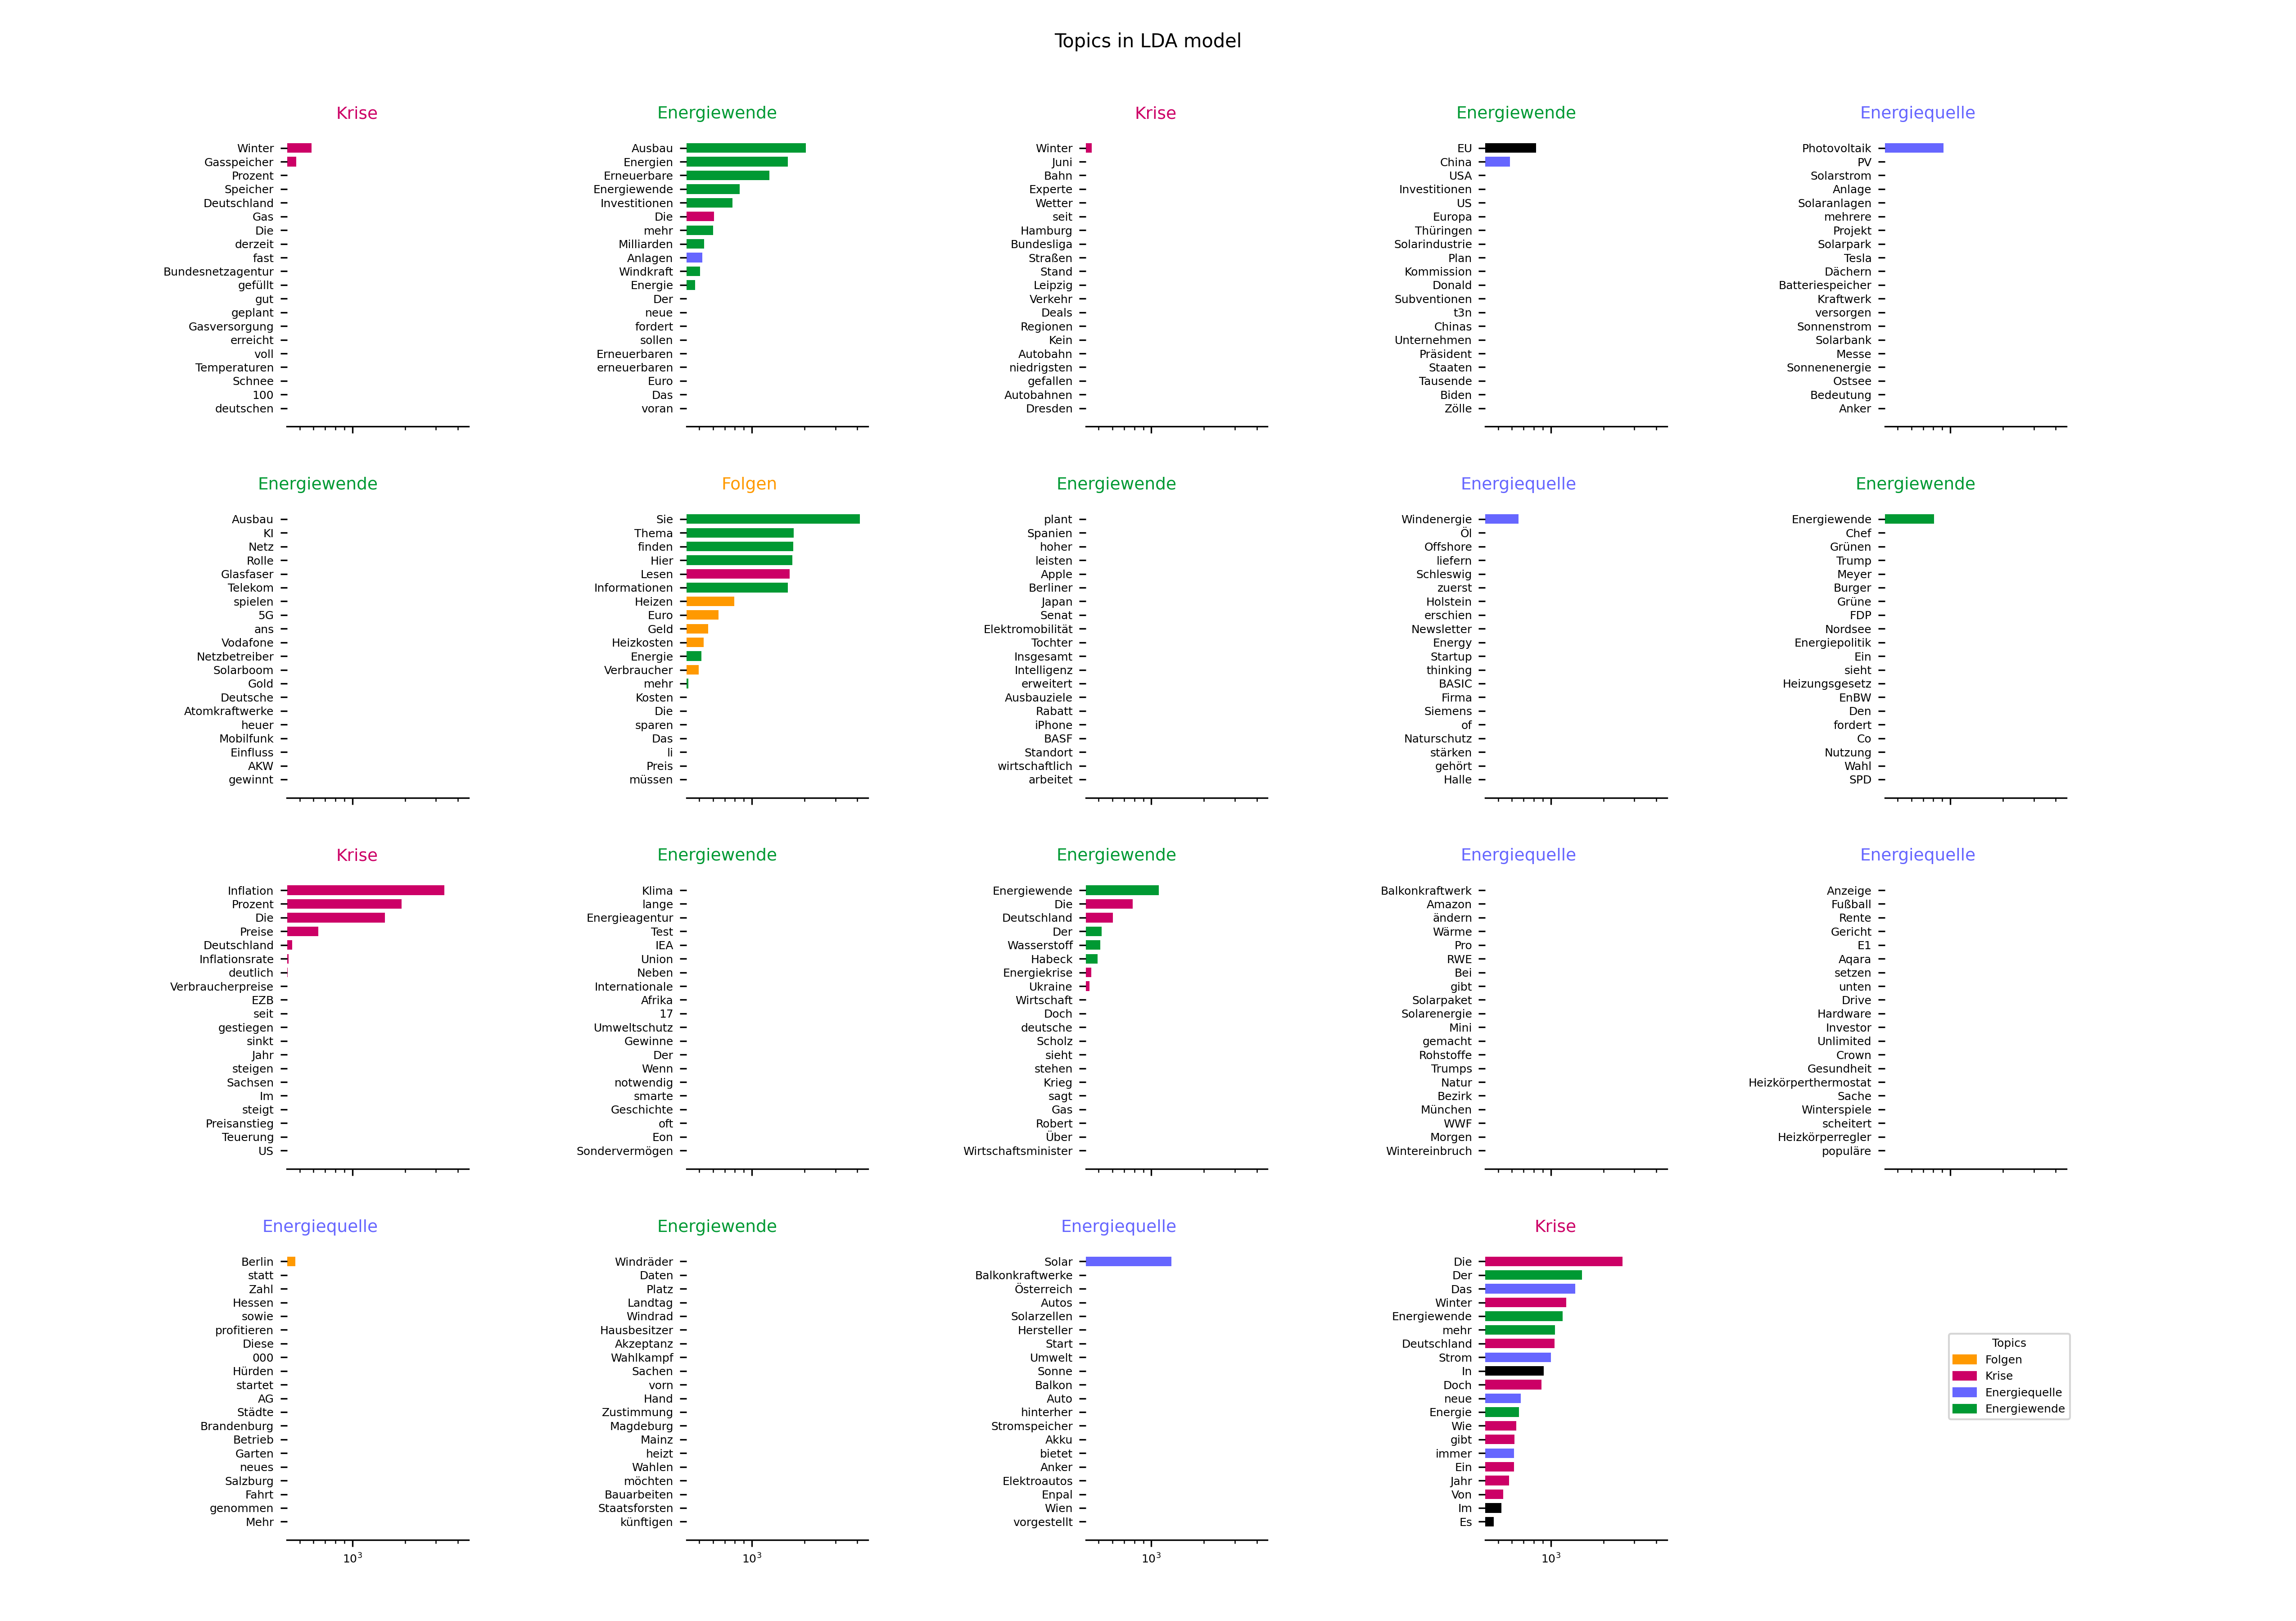 Topics in LDA model
Krise
Winter
Gasspeicher
Prozent
Speicher
Deutschland
Gas
Die
derzeit
fast
Bundesnetzagentur
gefüllt
gut
geplant
Gasversorgung
erreicht
voll
Temperaturen
Schnee
100
deutschen
Energiewende
Ausbau
Energien
Erneuerbare
Energiewende
Investitionen
Die
mehr
Milliarden
Anlagen
Windkraft
Energie
Der
neue
fordert
sollen
Erneuerbaren
erneuerbaren
Euro
Das
voran
Krise
Winter
Juni
Bahn
Experte
Wetter
seit
Hamburg
Bundesliga
Straßen
Stand
Leipzig
Verkehr
Deals
Regionen
Kein
Autobahn
niedrigsten
gefallen
Autobahnen
Dresden
Energiewende
EU
China
USA
Investitionen
US
Europa
Thüringen
Solarindustrie
Plan
Kommission
Donald
Subventionen
t3n
Chinas
Unternehmen
Präsident
Staaten
Tausende
Biden
Zölle
Energiequelle
Photovoltaik
PV
Solarstrom
Anlage
Solaranlagen
mehrere
Projekt
Solarpark
Tesla
Dächern
Batteriespeicher
Kraftwerk
versorgen
Sonnenstrom
Solarbank
Messe
Sonnenenergie
Ostsee
Bedeutung
Anker
Energiewende
Ausbau
KI
Netz
Rolle
Glasfaser
Telekom
spielen
5G
ans
Vodafone
Netzbetreiber
Solarboom
Gold
Deutsche
Atomkraftwerke
heuer
Mobilfunk
Einfluss
AKW
gewinnt
Folgen
Sie
Thema
finden
Hier
Lesen
Informationen
Heizen
Euro
Geld
Heizkosten
Energie
Verbraucher
mehr
Kosten
Die
sparen
Das
li
Preis
müssen
Energiewende
plant
Spanien
hoher
leisten
Apple
Berliner
Japan
Senat
Elektromobilität
Tochter
Insgesamt
Intelligenz
erweitert
Ausbauziele
Rabatt
iPhone
BASF
Standort
wirtschaftlich
arbeitet
Energiequelle
Windenergie
Öl
Offshore
liefern
Schleswig
zuerst
Holstein
erschien
Newsletter
Energy
Startup
thinking
BASIC
Firma
Siemens
of
Naturschutz
stärken
gehört
Halle
Energiewende
Energiewende
Chef
Grünen
Trump
Meyer
Burger
Grüne
FDP
Nordsee
Energiepolitik
Ein
sieht
Heizungsgesetz
EnBW
Den
fordert
Co
Nutzung
Wahl
SPD
Krise
Inflation
Prozent
Die
Preise
Deutschland
Inflationsrate
deutlich
Verbraucherpreise
EZB
seit
gestiegen
sinkt
Jahr
steigen
Sachsen
Im
steigt
Preisanstieg
Teuerung
US
Energiewende
Klima
lange
Energieagentur
Test
IEA
Union
Neben
Internationale
Afrika
17
Umweltschutz
Gewinne
Der
Wenn
notwendig
smarte
Geschichte
oft
Eon
Sondervermögen
Energiewende
Energiewende
Die
Deutschland
Der
Wasserstoff
Habeck
Energiekrise
Ukraine
Wirtschaft
Doch
deutsche
Scholz
sieht
stehen
Krieg
sagt
Gas
Robert
Über
Wirtschaftsminister
Energiequelle
Balkonkraftwerk
Amazon
ändern
Wärme
Pro
RWE
Bei
gibt
Solarpaket
Solarenergie
Mini
gemacht
Rohstoffe
Trumps
Natur
Bezirk
München
WWF
Morgen
Wintereinbruch
Energiequelle
Anzeige
Fußball
Rente
Gericht
E1
Aqara
setzen
unten
Drive
Hardware
Investor
Unlimited
Crown
Gesundheit
Heizkörperthermostat
Sache
Winterspiele
scheitert
Heizkörperregler
populäre
Energiequelle
Berlin
statt
Zahl
Hessen
sowie
profitieren
Diese
000
Hürden
startet
AG
Städte
Brandenburg
Betrieb
Garten
neues
Salzburg
Fahrt
genommen
Mehr
10³
Energiewende
Windräder
Daten
Platz
Landtag
Windrad
Hausbesitzer
Akzeptanz
Wahlkampf
Sachen
vorn
Hand
Zustimmung
Magdeburg
Mainz
heizt
Wahlen
möchten
Bauarbeiten
Staatsforsten
künftigen
10³
Energiequelle
Solar
Balkonkraftwerke
Österreich
Autos
Solarzellen
Hersteller
Start
Umwelt
Sonne
Balkon
Auto
hinterher
Stromspeicher
Akku
bietet
Anker
Elektroautos
Enpal
Wien
vorgestellt
10³
Krise
Die
Der
Das
Winter
Energiewende
mehr
Deutschland
Strom
In
Doch
neue
Energie
Wie
gibt
immer
Ein
Jahr
Von
Im
Es
10³
Topics
Folgen
Krise
Energiequelle
Energiewende